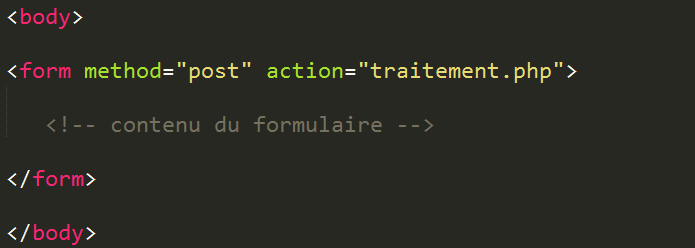 <body>
<form method="post" action="traitement.php">
<!-- contenu du formulaire -->
</form>
</body>